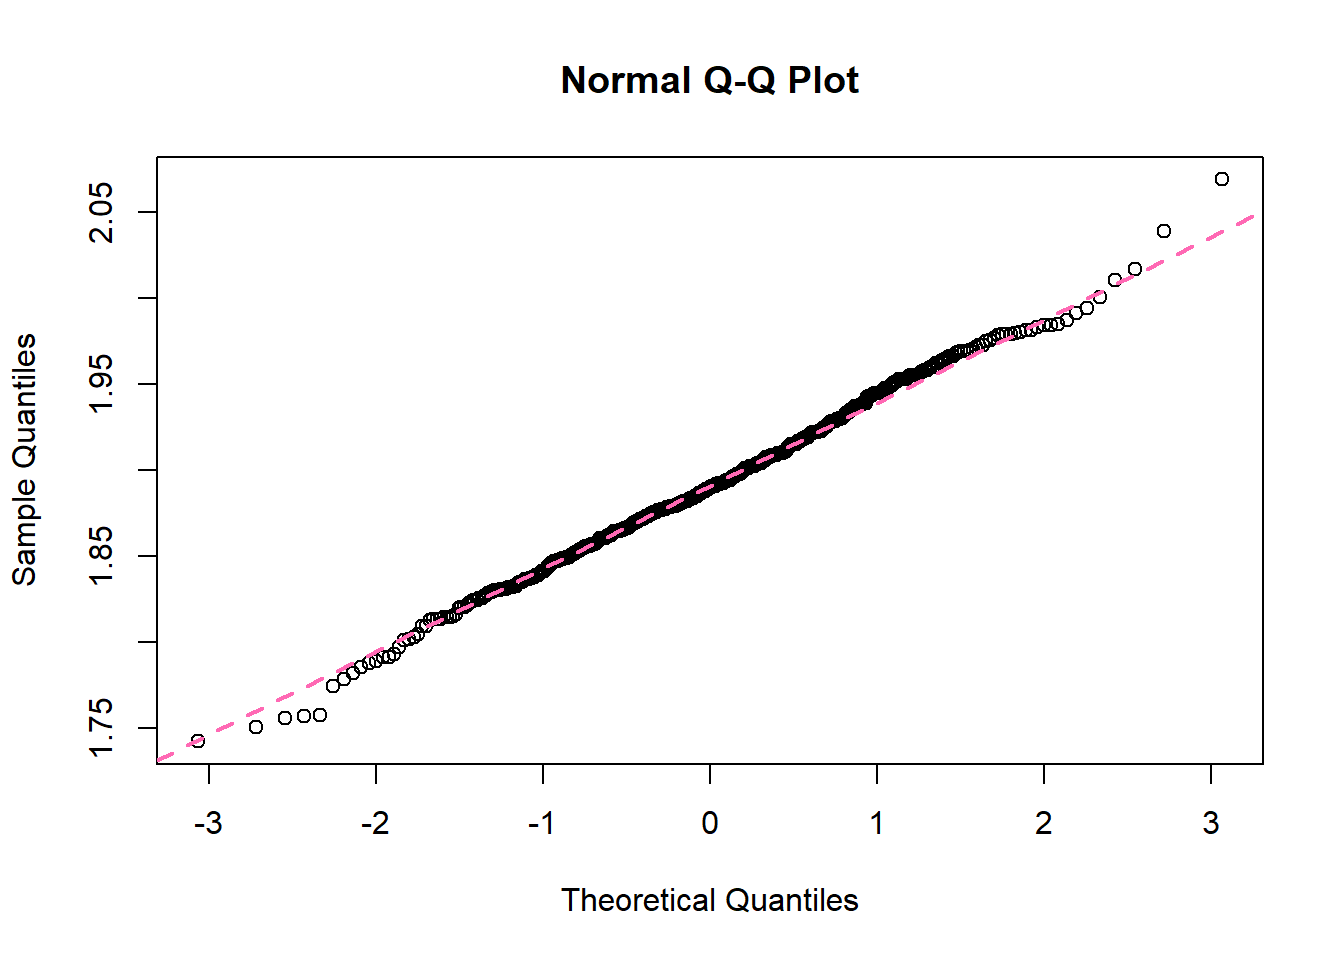 Normal Q-Q Plot
Sample Quantiles
2.05
1.95
1.85
1.75
-3 -2 -1 0 1 2 3
Theoretical Quantiles